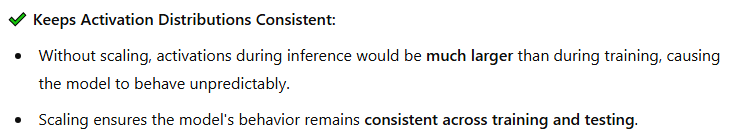 ✔ Keeps Activation Distributions Consistent:
• Without scaling, activations during inference would be much larger than during training, causing
the model to behave unpredictably.
• Scaling ensures the model's behavior remains consistent across training and testing.